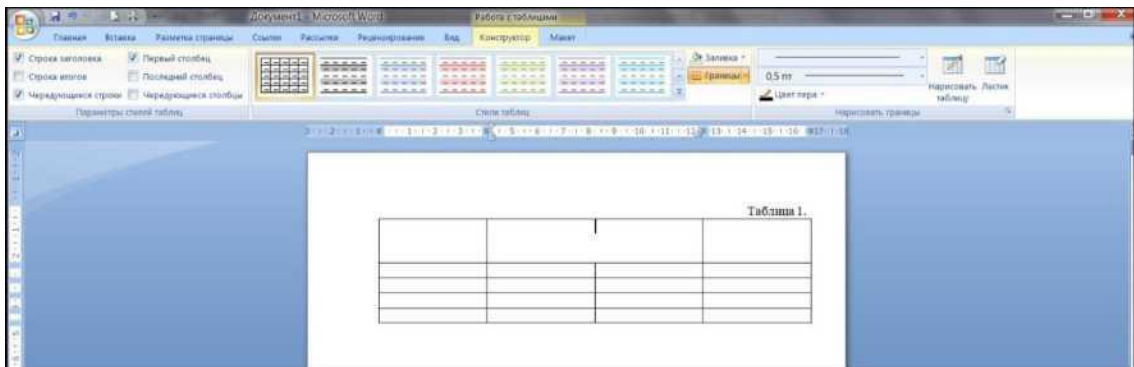 Документ1 - Microsoft Word
Работа с таблицами
Главная Вставка Разметка страницы Ссылки Рассылки Рецензирование Вид Конструктор Макет
Строка заголовка
Первый столбец
Строка итогов
Последний столбец
Чередующиеся строки
Чередующиеся столбцы
Параметры стилей таблиц
Стили таблиц
Заливка
Границы
0,5 пт
Цвет пера
Нарисовать таблицу
Ластик
Нарисовать границы
Таблица 1.